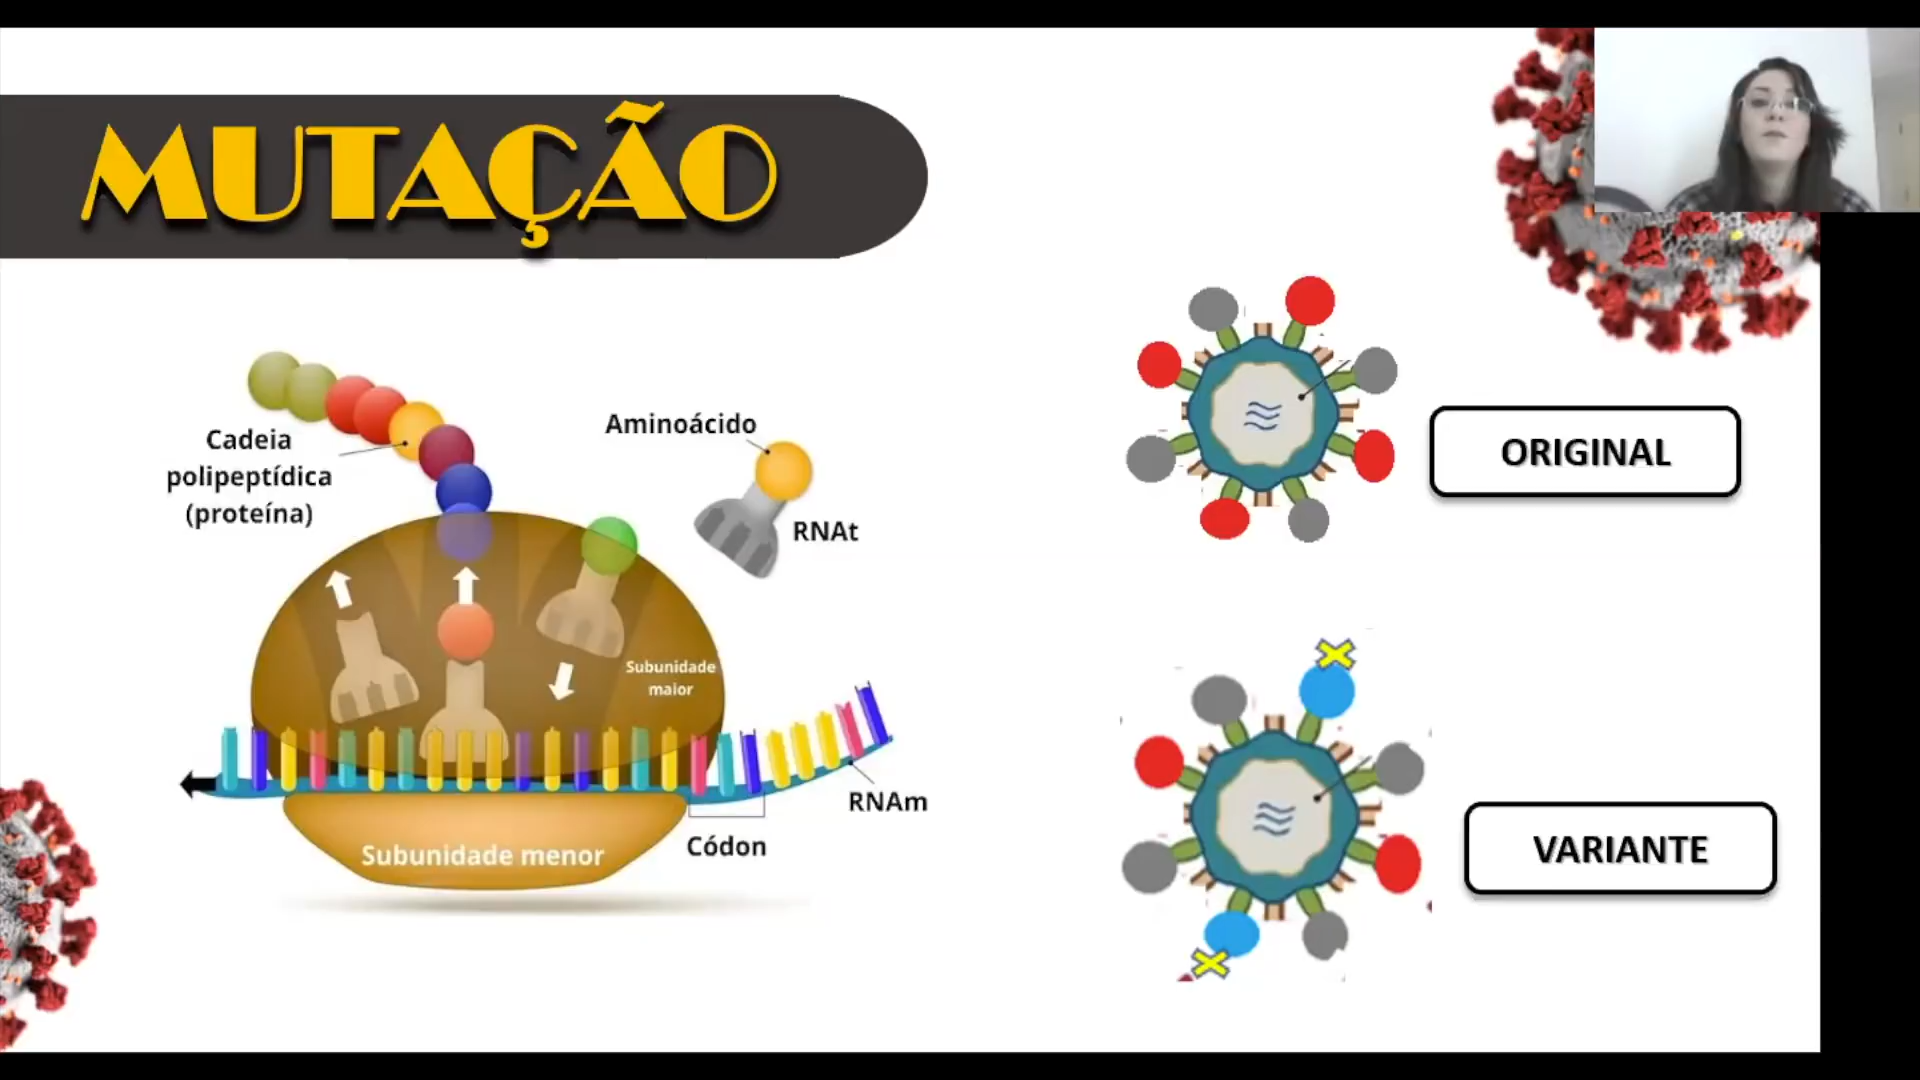 MUTAÇÃO
Cadeia
polipeptídica
(proteína)
Aminoácido
RNAt
Subunidade
maior
RNAm
Códon
Subunidade menor
ORIGINAL
VARIANTE